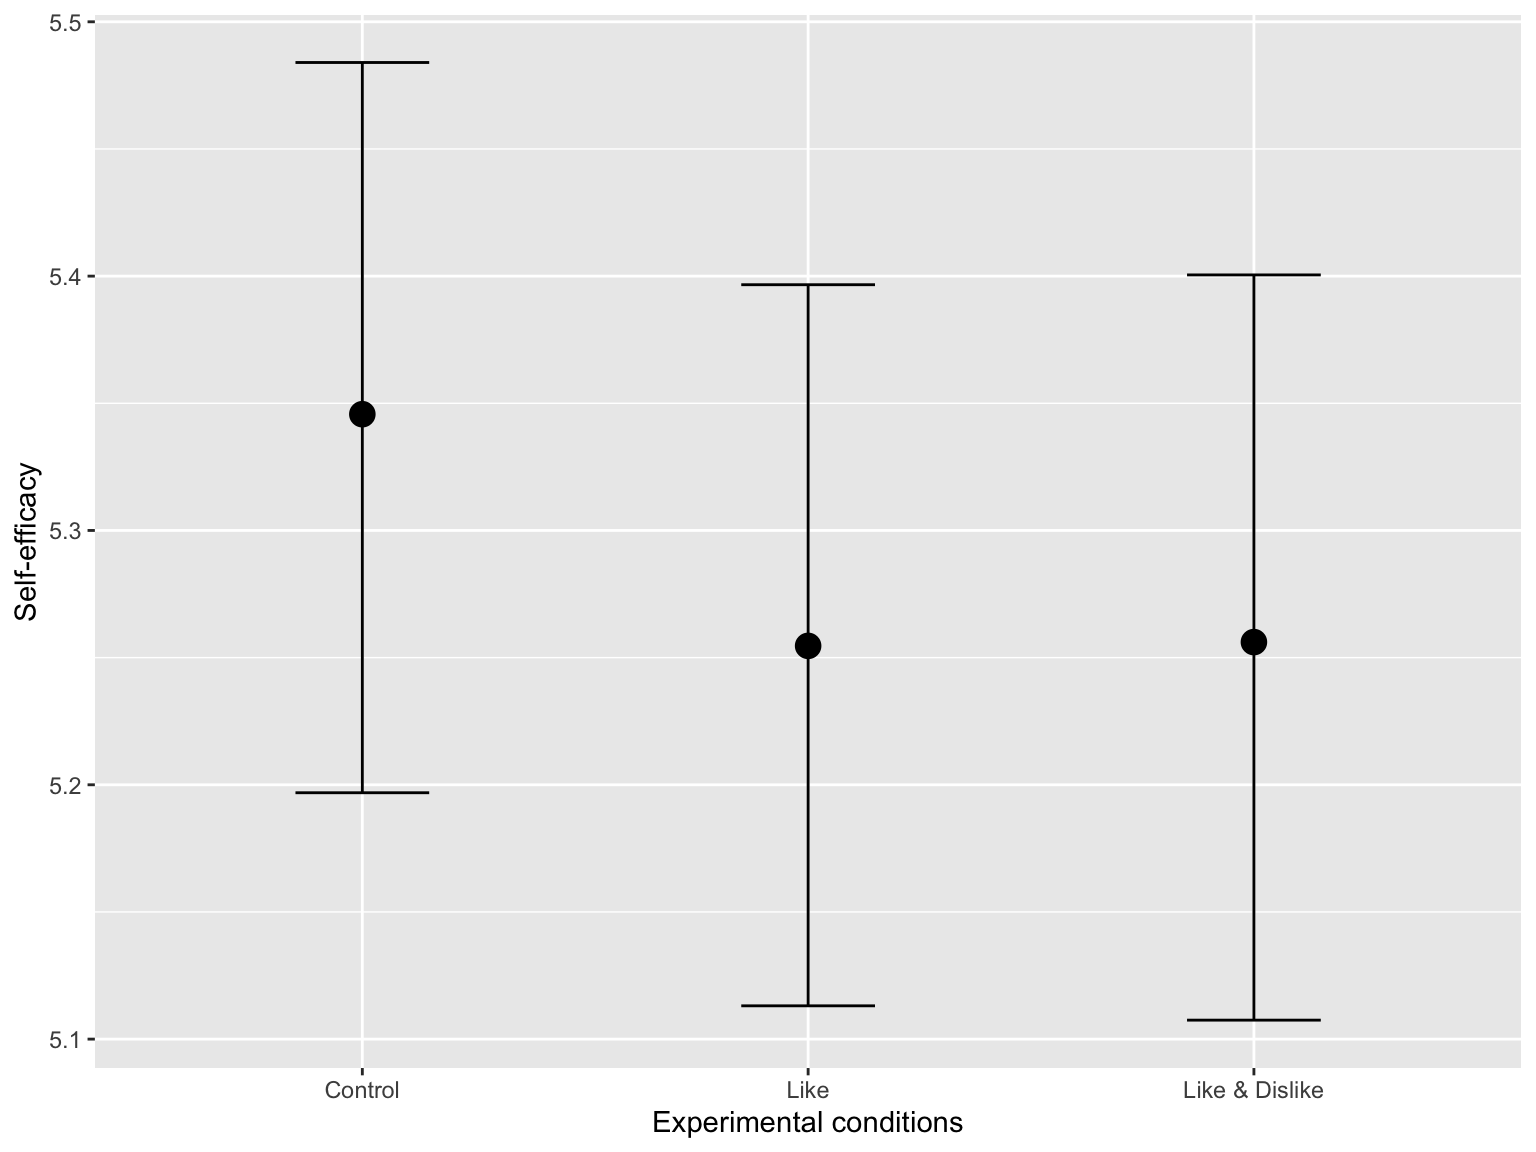 5.5
5.4
5.3
5.2
5.1
Self-efficacy
Control
Like
Like & Dislike
Experimental conditions